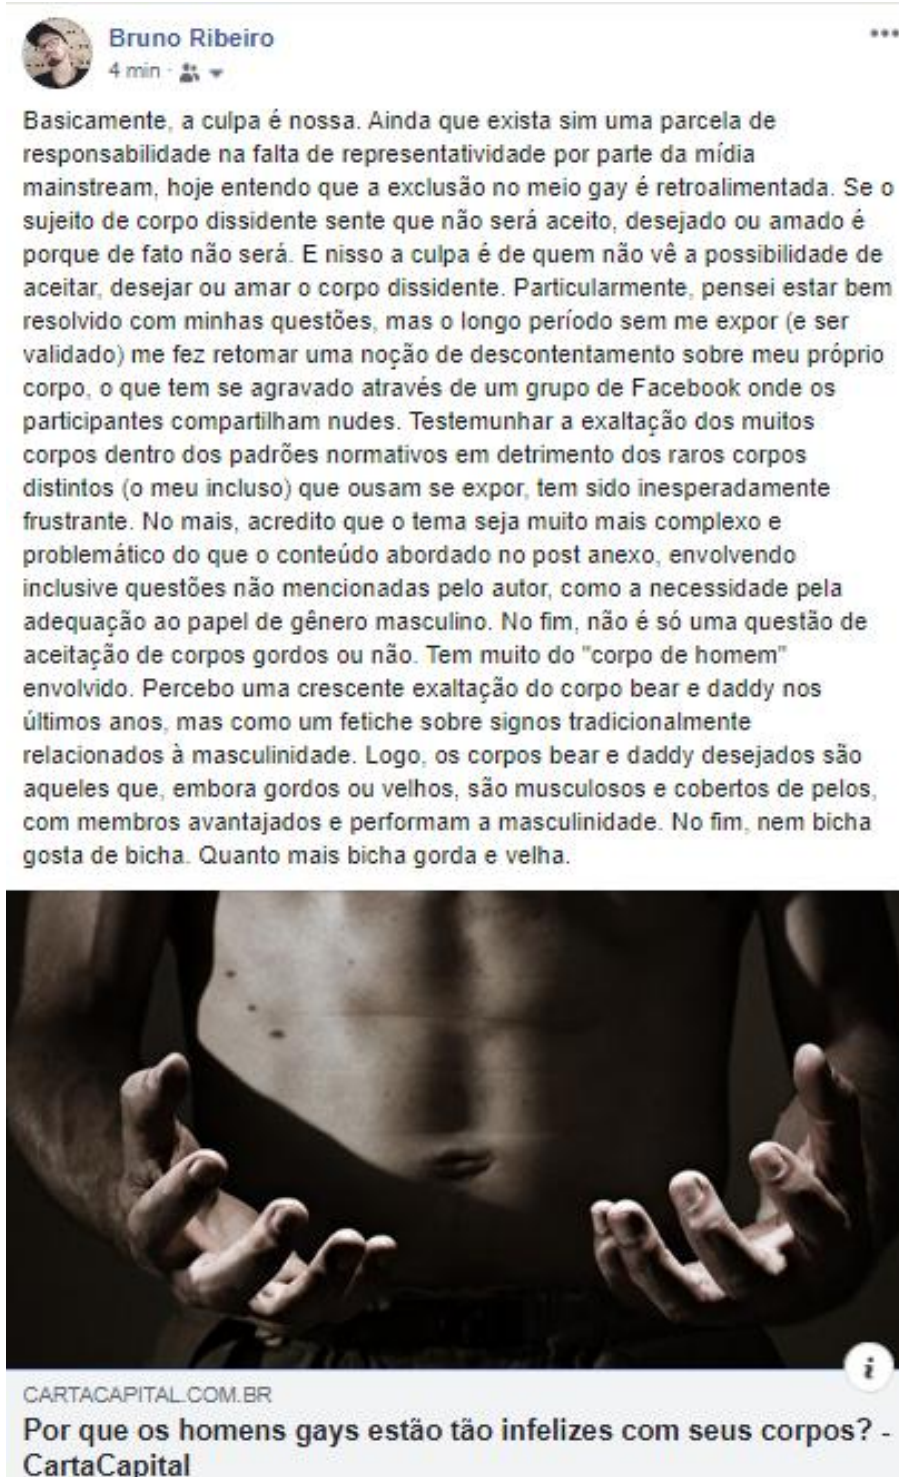 Bruno Ribeiro
4 min ·
Basicamente, a culpa é nossa. Ainda que exista sim uma parcela de
responsabilidade na falta de representatividade por parte da mídia
mainstream, hoje entendo que a exclusão no meio gay é retroalimentada. Se o
sujeito de corpo dissidente sente que não será aceito, desejado ou amado é
porque de fato não será. E nisso a culpa é de quem não vê a possibilidade de
aceitar, desejar ou amar o corpo dissidente. Particularmente, pensei estar bem
resolvido com minhas questões, mas o longo período sem me expor (e ser
validado) me fez retomar uma noção de descontentamento sobre meu próprio
corpo, o que tem se agravado através de um grupo de Facebook onde os
participantes compartilham nudes. Testemunhar a exaltação dos muitos
corpos dentro dos padrões normativos em detrimento dos raros corpos
distintos (o meu incluso) que ousam se expor, tem sido inesperadamente
frustrante. No mais, acredito que o tema seja muito mais complexo e
problemático do que o conteúdo abordado no post anexo, envolvendo
inclusive questões não mencionadas pelo autor, como a necessidade pela
adequação ao papel de gênero masculino. No fim, não é só uma questão de
aceitação de corpos gordos ou não. Tem muito do "corpo de homem"
envolvido. Percebo uma crescente exaltação do corpo bear e daddy nos
últimos anos, mas como um fetiche sobre signos tradicionalmente
relacionados à masculinidade. Logo, os corpos bear e daddy desejados são
aqueles que, embora gordos ou velhos, são musculosos e cobertos de pelos,
com membros avantajados e performam a masculinidade. No fim, nem bicha
gosta de bicha. Quanto mais bicha gorda e velha.
i
CARTACAPITAL.COM.BR
Por que os homens gays estão tão infelizes com seus corpos? -
CartaCapital